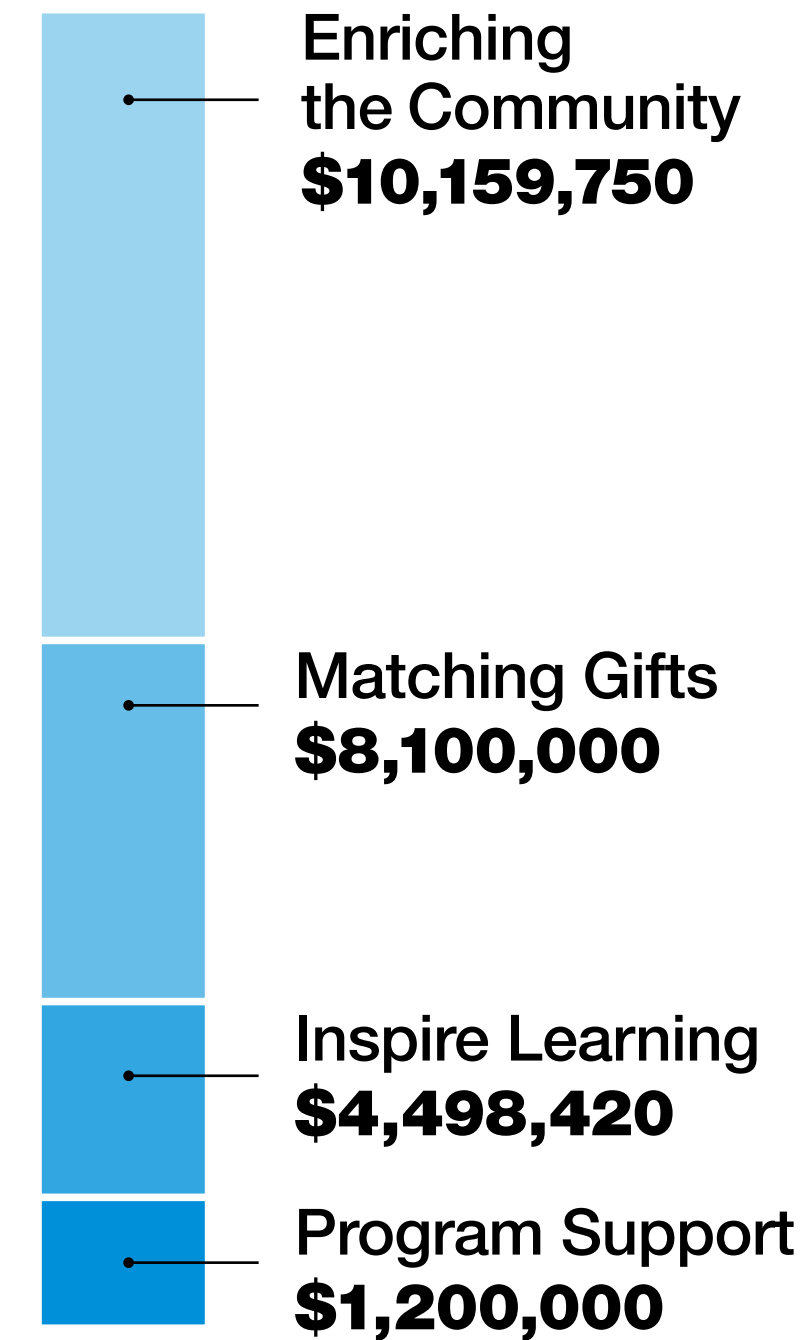 Enriching
the Community
$10,159,750
Matching Gifts
$8,100,000
Inspire Learning
$4,498,420
Program Support
$1,200,000